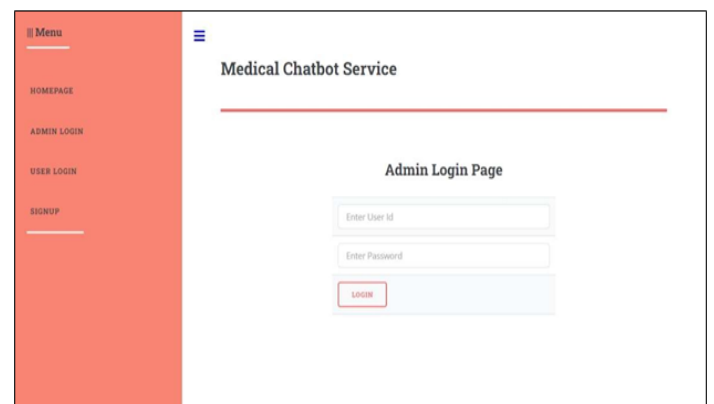 ||| Menu
HOMEPAGE
ADMIN LOGIN
USER LOGIN
SIGNUP
Medical Chatbot Service
Admin Login Page
Enter User Id
Enter Password
LOGIN